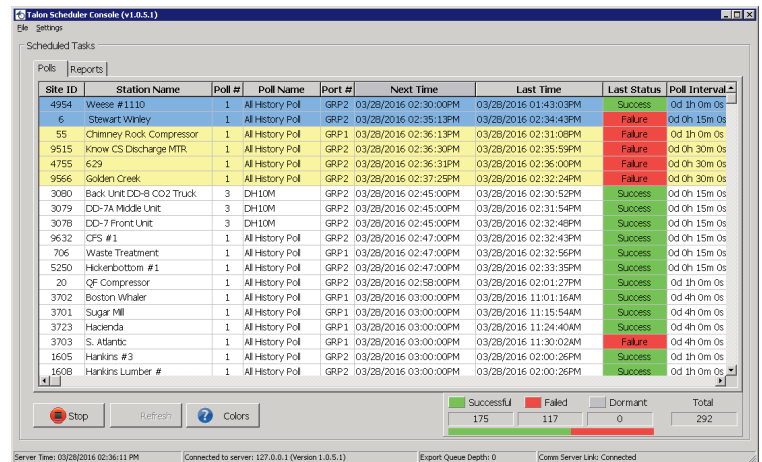 Talon Scheduler Console (v1.0.5.1)
File Settings
Scheduled Tasks
Polls Reports
Site ID Station Name Poll # Poll Name Port # Next Time Last Time Last Status Poll Interval
4954 Weese #1110 1 All History Poll GRP2 03/28/2016 02:30:00PM 03/28/2016 01:43:03PM Success 0d 1h 0m 0s
6 Stewart Winley 1 All History Poll GRP2 03/28/2016 02:35:13PM 03/28/2016 02:34:43PM Failure 0d 0h 15m 0s
55 Chimney Rock Compressor 1 All History Poll GRP1 03/28/2016 02:36:13PM 03/28/2016 02:31:08PM Failure 0d 1h 0m 0s
9515 Know CS Discharge MTR 1 All History Poll GRP2 03/28/2016 02:36:30PM 03/28/2016 02:35:59PM Failure 0d 0h 30m 0s
4755 629 1 All History Poll GRP2 03/28/2016 02:36:31PM 03/28/2016 02:36:00PM Failure 0d 0h 30m 0s
9566 Golden Creek 1 All History Poll GRP2 03/28/2016 02:37:25PM 03/28/2016 02:32:24PM Failure 0d 0h 30m 0s
3080 Back Unit DD-8 CO2 Truck 3 DH10M GRP2 03/28/2016 02:45:00PM 03/28/2016 02:30:52PM Success 0d 0h 15m 0s
3079 DD-7A Middle Unit 3 DH10M GRP2 03/28/2016 02:45:00PM 03/28/2016 02:31:54PM Success 0d 0h 15m 0s
3078 DD-7 Front Unit 3 DH10M GRP2 03/28/2016 02:45:00PM 03/28/2016 02:32:48PM Success 0d 0h 15m 0s
9632 CFS #1 1 All History Poll GRP2 03/28/2016 02:47:00PM 03/28/2016 02:32:43PM Success 0d 0h 15m 0s
706 Waste Treatment 1 All History Poll GRP2 03/28/2016 02:47:00PM 03/28/2016 02:32:56PM Success 0d 0h 15m 0s
5250 Hickenbottom #1 1 All History Poll GRP2 03/28/2016 02:47:00PM 03/28/2016 02:33:35PM Success 0d 0h 15m 0s
20 QF Compressor 1 All History Poll GRP2 03/28/2016 02:58:00PM 03/28/2016 02:01:27PM Success 0d 1h 0m 0s
3702 Boston Whaler 1 All History Poll GRP1 03/28/2016 03:00:00PM 03/28/2016 11:01:16AM Success 0d 4h 0m 0s
3701 Sugar Mill 1 All History Poll GRP1 03/28/2016 03:00:00PM 03/28/2016 11:15:54AM Success 0d 4h 0m 0s
3723 Hacienda 1 All History Poll GRP1 03/28/2016 03:00:00PM 03/28/2016 11:24:40AM Success 0d 4h 0m 0s
3703 S. Atlantic 1 All History Poll GRP1 03/28/2016 03:00:00PM 03/28/2016 11:30:02AM Failure 0d 4h 0m 0s
1605 Hankins #3 1 All History Poll GRP2 03/28/2016 03:00:00PM 03/28/2016 02:00:26PM Success 0d 1h 0m 0s
1608 Hankins Lumber # 1 All History Poll GRP2 03/28/2016 03:00:00PM 03/28/2016 02:00:26PM Success 0d 1h 0m 0s
Stop Refresh Colors
Successful Failed Dormant Total
175 117 0 292
Server Time: 03/28/2016 02:36:11 PM Connected to server: 127.0.0.1 (Version 1.0.5.1) Export Queue Depth: 0 Comm Server Link: Connected